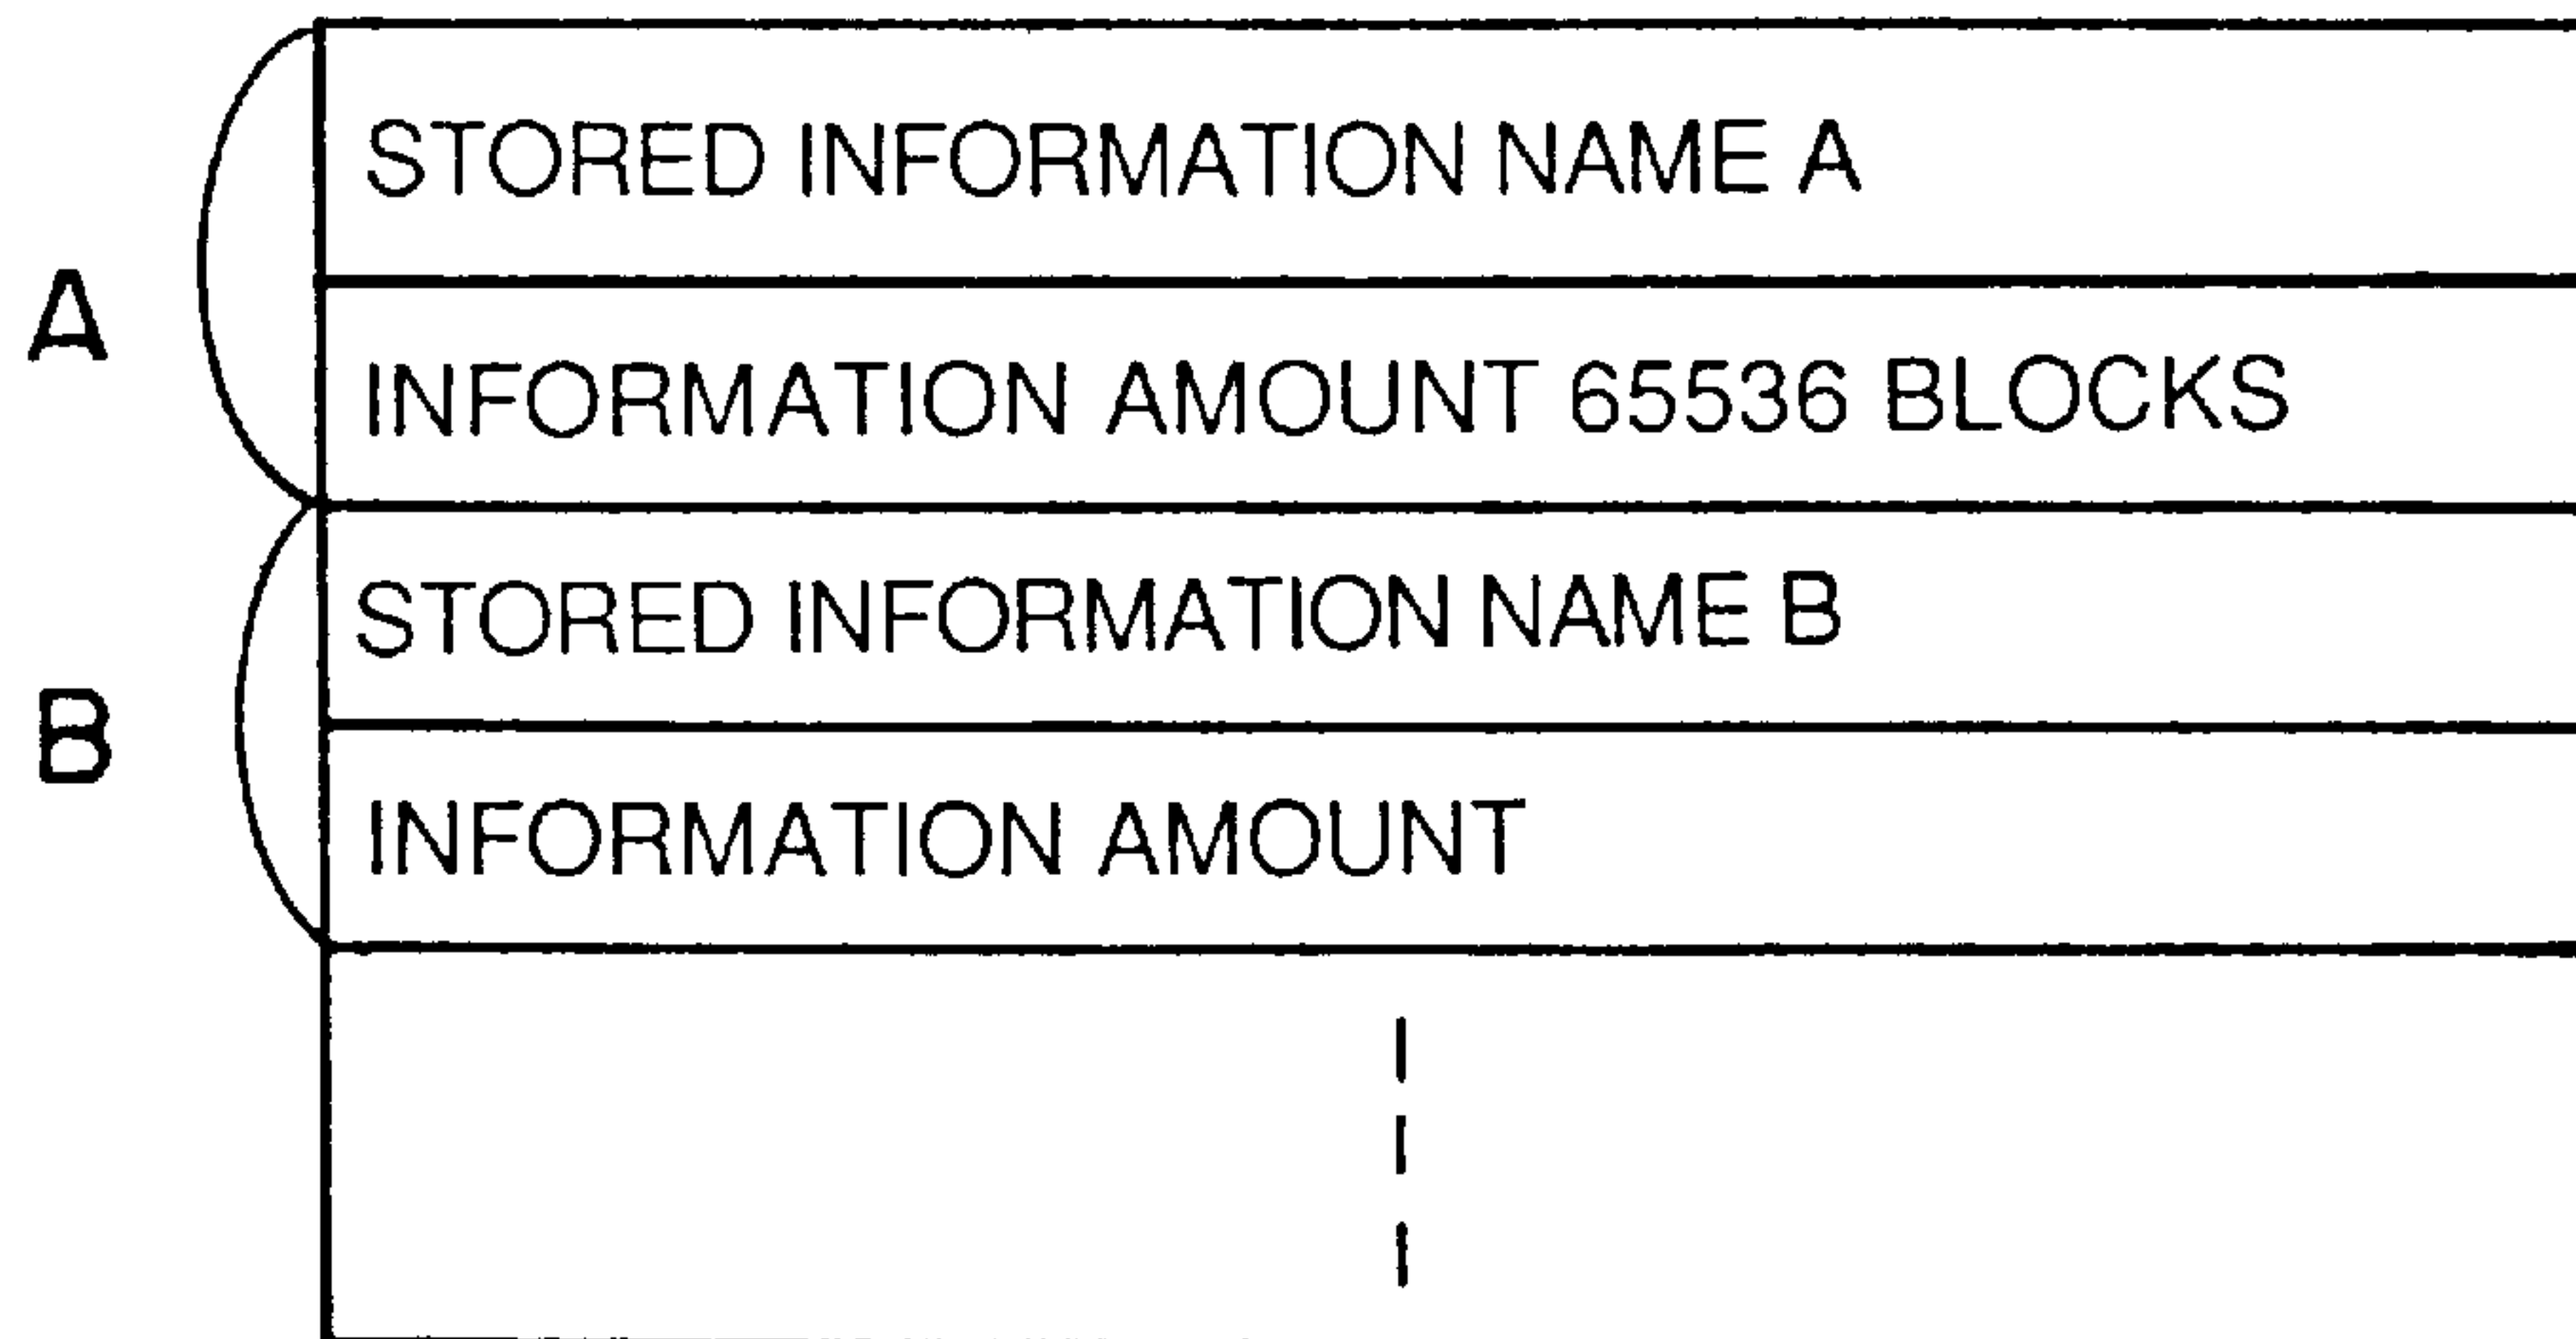 STORED INFORMATION NAME A
A
INFORMATION AMOUNT 65536 BLOCKS
STORED INFORMATION NAME B
B
INFORMATION AMOUNT